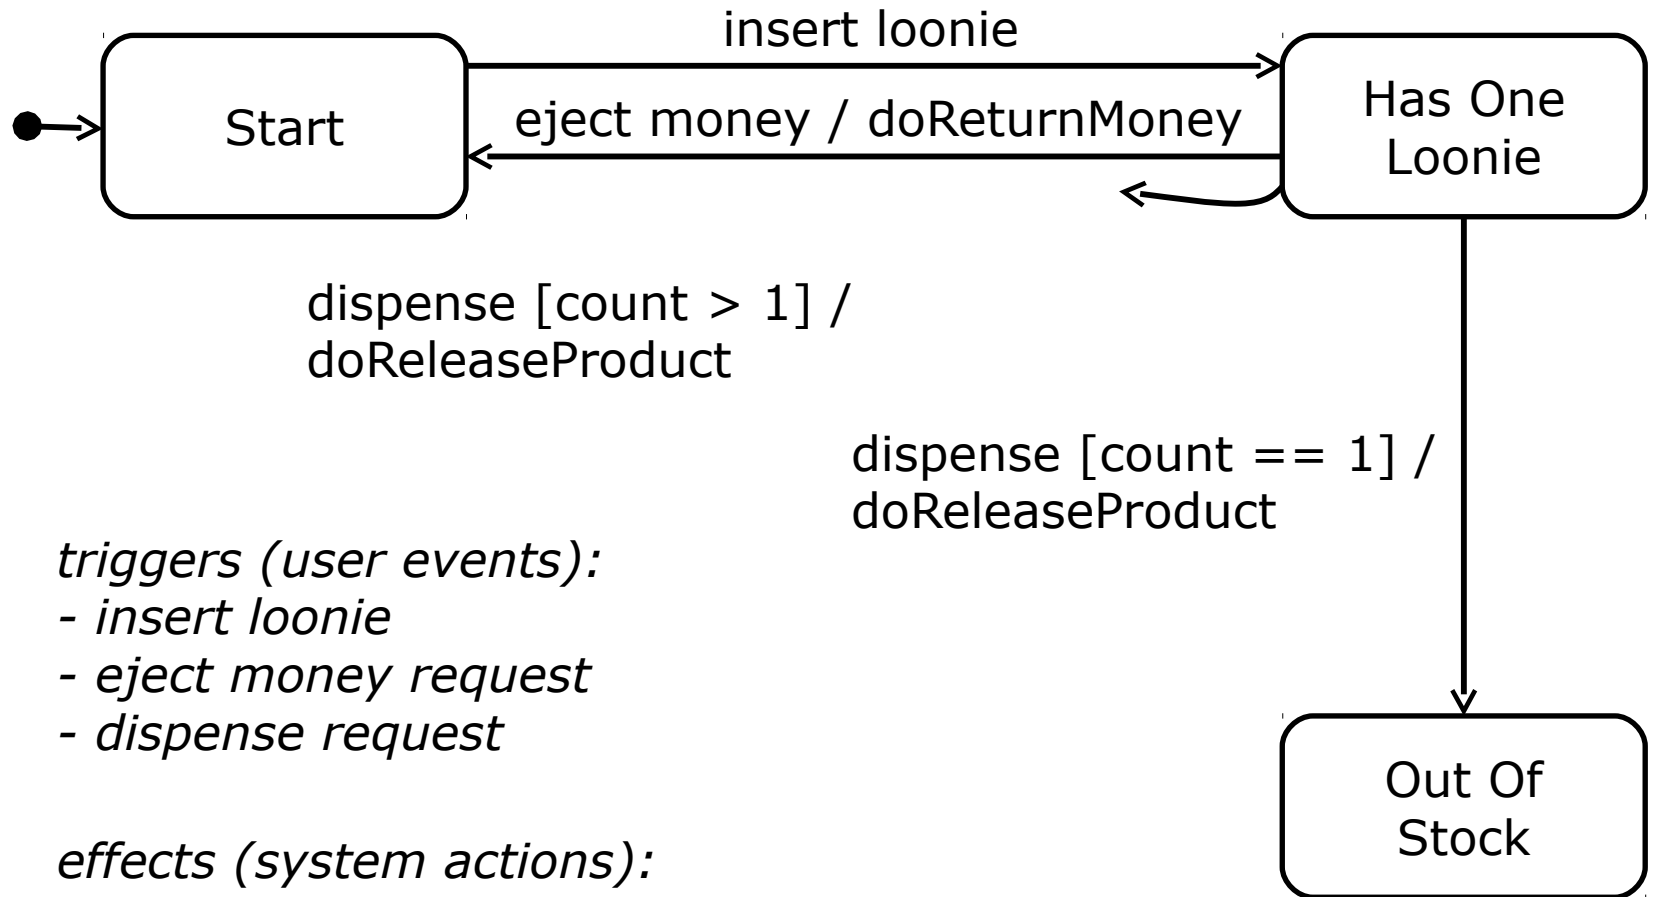 insert loonie
Start
eject money / doReturnMoney
Has One
Loonie
dispense [count > 1] /
doReleaseProduct
dispense [count == 1] /
doReleaseProduct
triggers (user events):
- insert loonie
- eject money request
- dispense request
Out Of
Stock
effects (system actions):